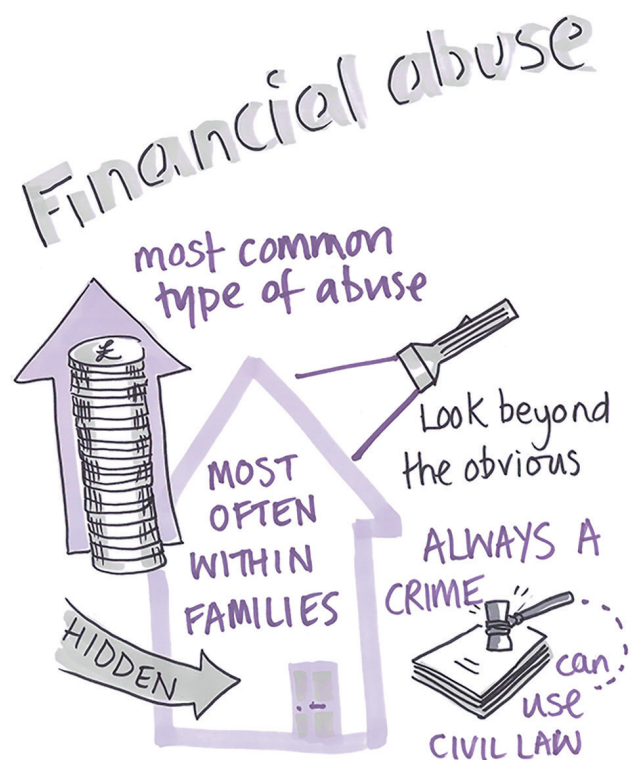 Financial abuse
most common
type of abuse
£
Look beyond
the obvious
MOST
OFTEN
WITHIN
FAMILIES
HIDDEN
ALWAYS A
CRIME
can
use
CIVIL LAW